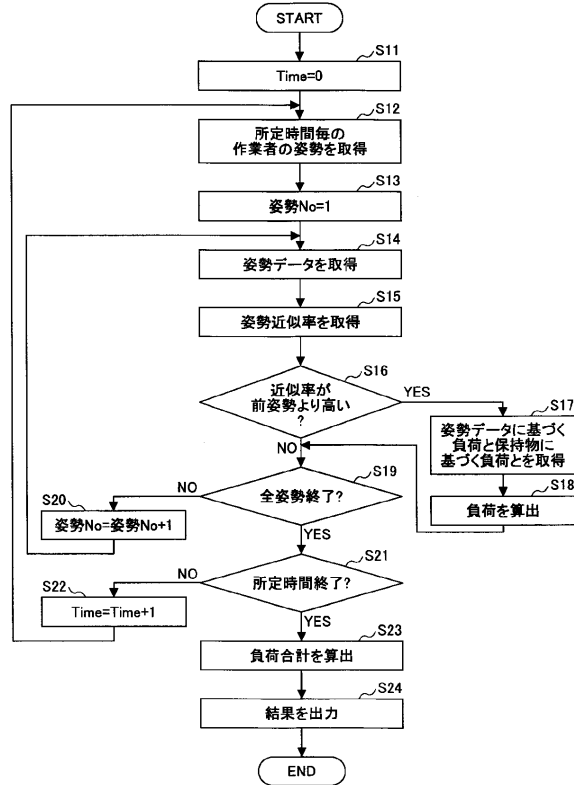 START
S11
Time=0
S12
所定時間毎の
作業者の姿勢を取得
S13
姿勢No=1
S14
姿勢データを取得
S15
姿勢近似率を取得
S16
近似率が
前姿勢より高い
?
YES
NO
S17
姿勢データに基づく
負荷と保持物に
基づく負荷とを取得
S18
負荷を算出
S19
全姿勢終了?
NO
YES
S20
姿勢No=姿勢No+1
S21
所定時間終了?
NO
YES
S22
Time=Time+1
S23
負荷合計を算出
S24
結果を出力
END